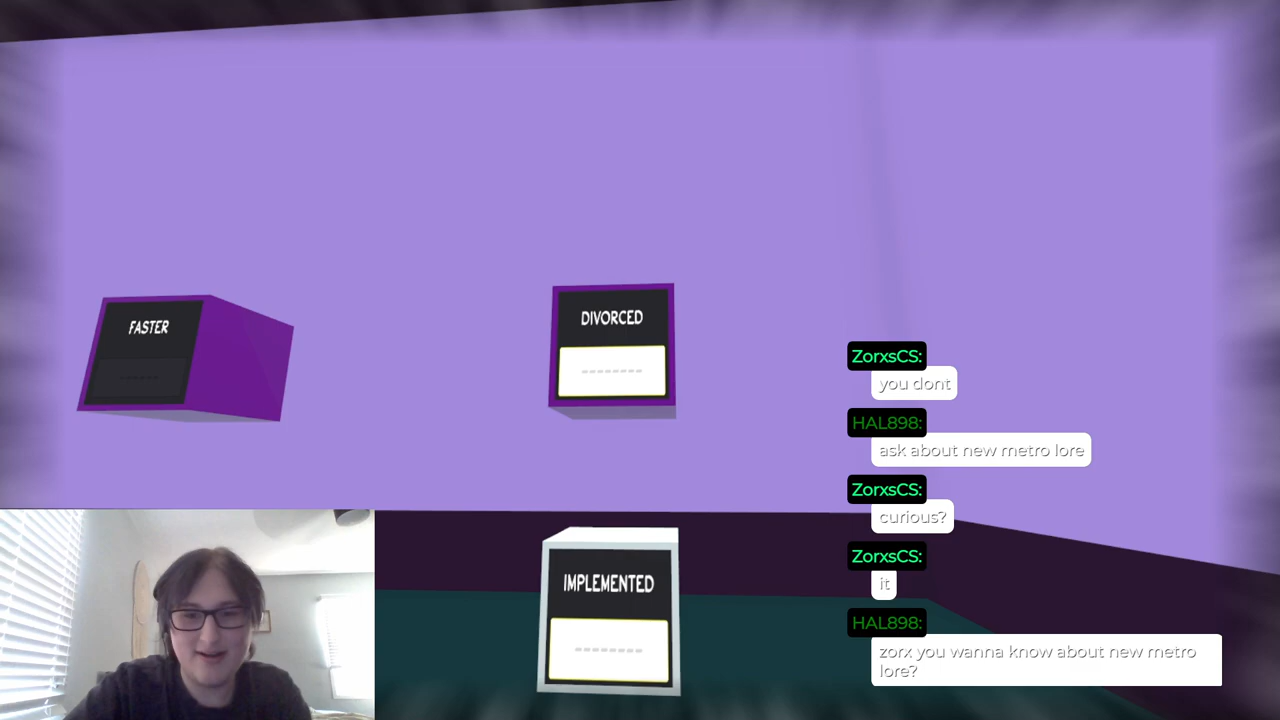 FASTER
------
DIVORCED
--------
IMPLEMENTED
--------
ZorxsCS:
you dont
HAL898:
ask about new metro lore
ZorxsCS:
curious?
ZorxsCS:
it
HAL898:
zorx you wanna know about new metro
lore?